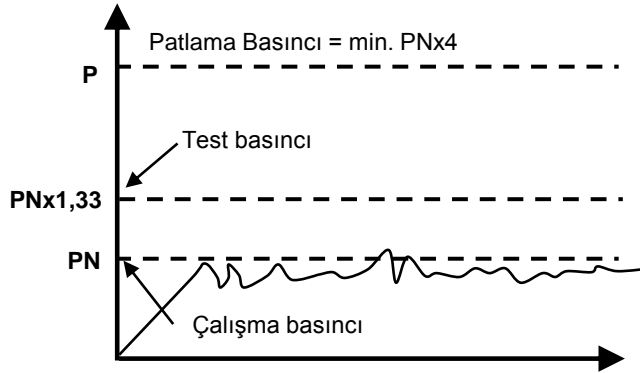 Patlama Basıncı = min. PNx4
P
Test basıncı
PNx1,33
PN
Çalışma basıncı